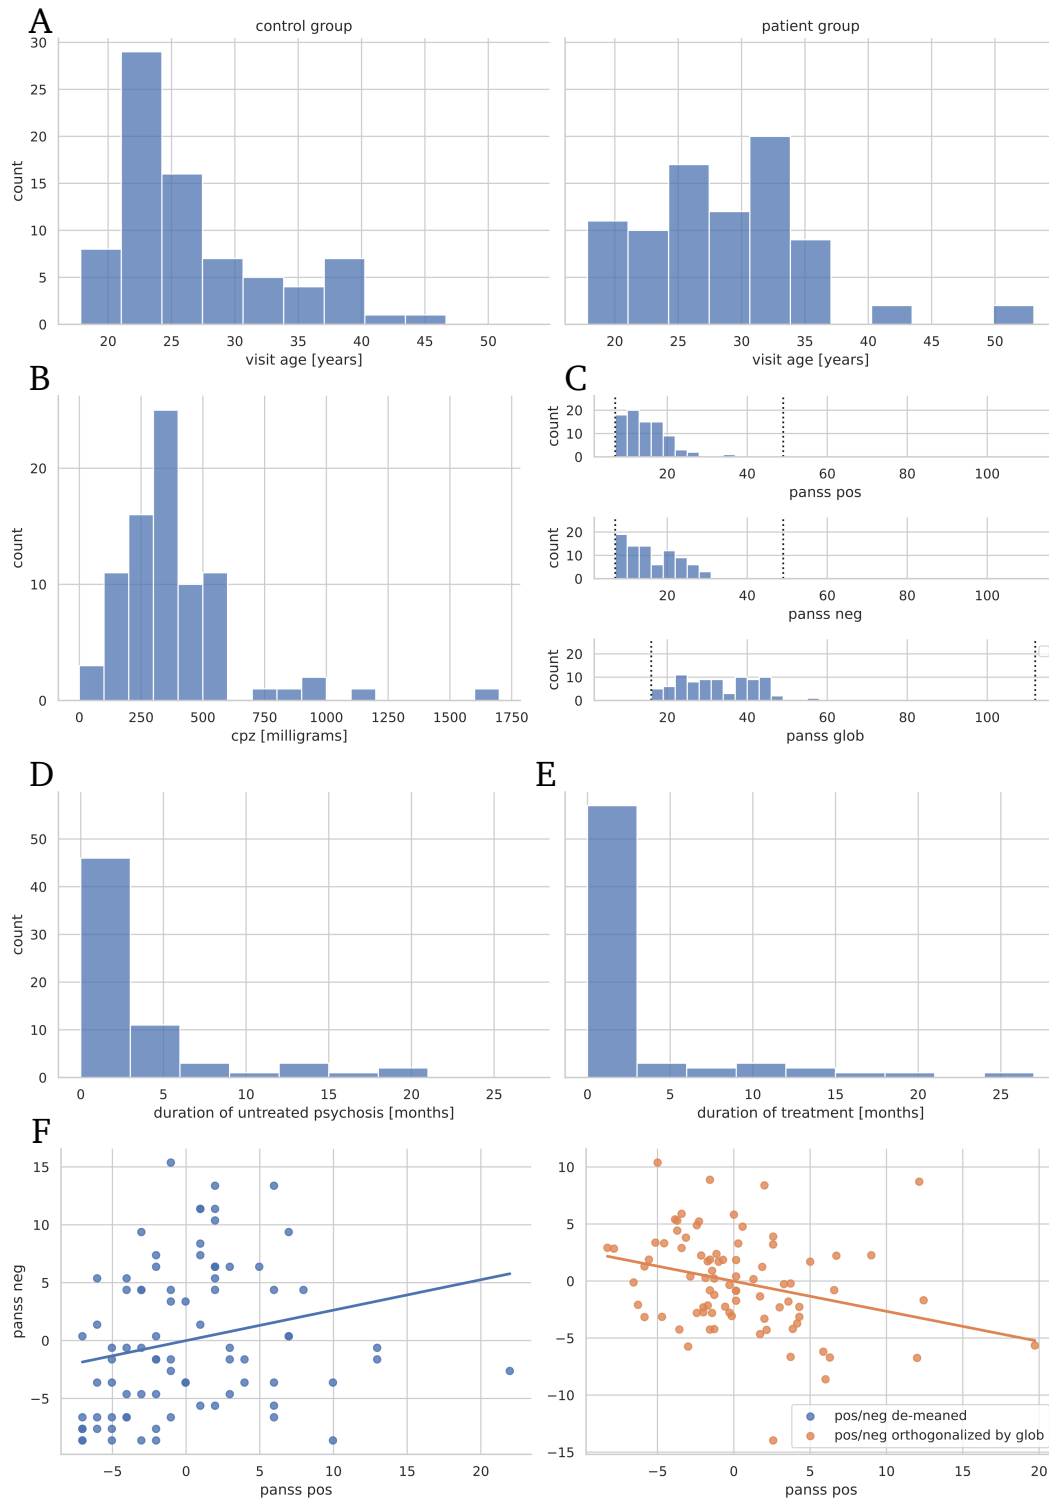 A
control group
patient group
30
25
20
15
10
5
0
count
20 25 30 35 40 45 50
visit age [years]
20 25 30 35 40 45 50
visit age [years]
B
20
10
0
count
0 250 500 750 1000 1250 1500 1750
cpz [milligrams]
C
20
10
0
count
20 40 60 80 100
panss pos
20
10
0
count
20 40 60 80 100
panss neg
20
10
0
count
20 40 60 80 100
panss glob
D
50
40
30
20
10
0
count
0 5 10 15 20 25
duration of untreated psychosis [months]
E
0 5 10 15 20 25
duration of treatment [months]
F
15
10
5
0
−5
panss neg
−5 0 5 10 15 20
panss pos
10
5
0
−5
−10
−15
pos/neg de-meaned
pos/neg orthogonalized by glob
−5 0 5 10 15 20
panss pos